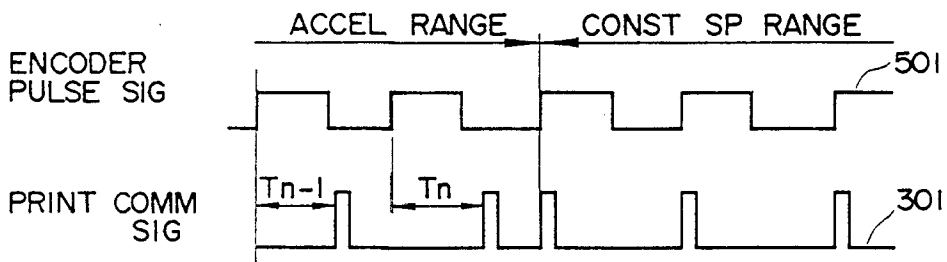 ACCEL RANGE CONST SP RANGE
ENCODER
PULSE SIG
501
Tn-1 Tn
PRINT COMM
SIG
301